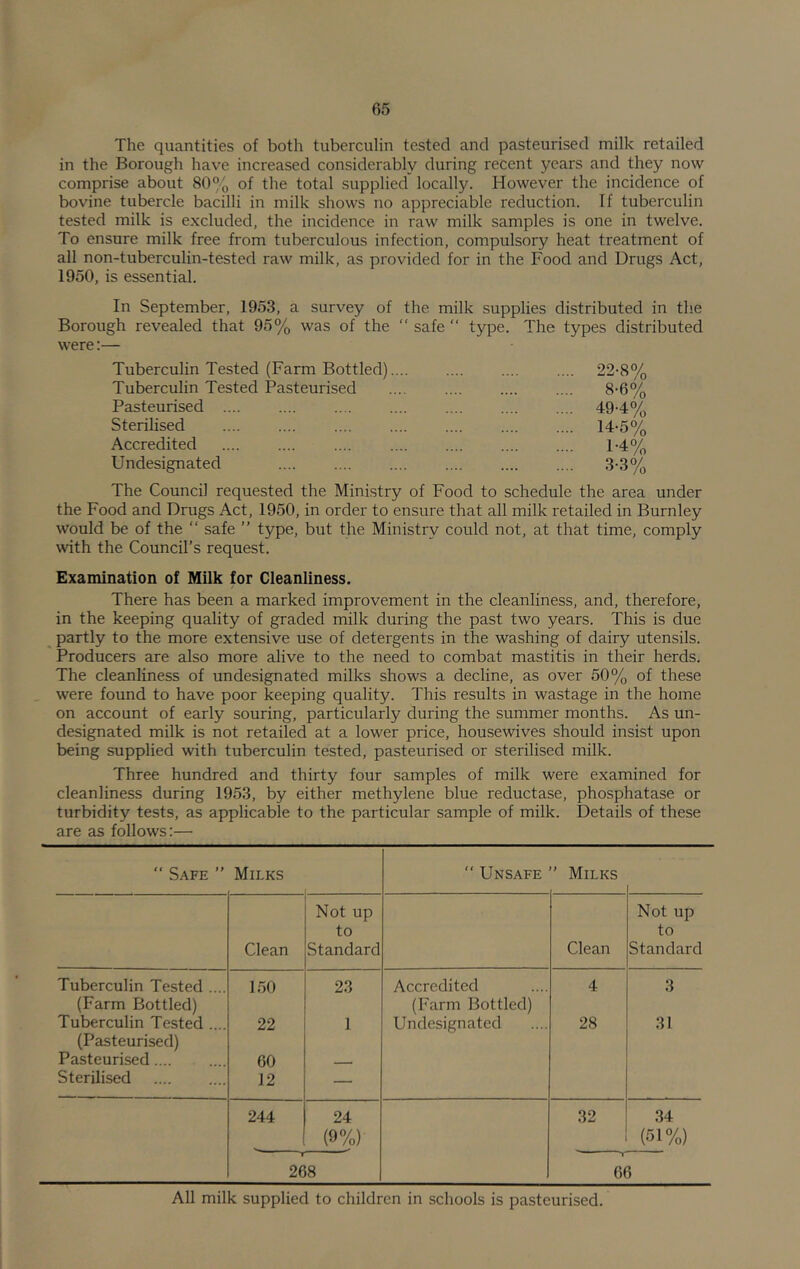 65
The quantities of both tuberculin tested and pasteurised milk retailed
in the Borough have increased considerably during recent years and they now
comprise about 80% of the total supplied locally. However the incidence of
bovine tubercle bacilli in milk shows no appreciable reduction. If tuberculin
tested milk is excluded, the incidence in raw milk samples is one in twelve.
To ensure milk free from tuberculous infection, compulsory heat treatment of
all non-tuberculin-tested raw milk, as provided for in the Food and Drugs Act,
1950, is essential.
In September, 1953, a survey of the milk supplies distributed in the
Borough revealed that 95% was of the " safe " type. The types distributed
were:—
Tuberculin Tested (Farm Bottled).... .... .... .... 22·8%
Tuberculin Tested Pasteurised .... .... .... .... 8·6%
Pasteurised .... .... .... .... .... .... .... 49·4%
Sterilised .... .... .... .... .... .... .... 14·5%
Accredited .... .... .... .... .... .... .... 1·4%
Undesignated .... .... .... .... .... .... 3·3%
The Council requested the Ministry of Food to schedule the area under
the Food and Drugs Act, 1950, in order to ensure that all milk retailed in Burnley
would be of the " safe " type, but the Ministry could not, at that time, comply
with the Council's request.
Examination of Milk for Cleanliness.
There has been a marked improvement in the cleanliness, and, therefore,
in the keeping quality of graded milk during the past two years. This is due
partly to the more extensive use of detergents in the washing of dairy utensils.
Producers are also more alive to the need to combat mastitis in their herds.
The cleanliness of undesignated milks shows a decline, as over 50% of these
were found to have poor keeping quality. This results in wastage in the home
on account of early souring, particularly during the summer months. As un-
designated milk is not retailed at a lower price, housewives should insist upon
being supplied with tuberculin tested, pasteurised or sterilised milk.
Three hundred and thirty four samples of milk were examined for
cleanliness during 1953, by either methylene blue reductase, phosphatase or
turbidity tests, as applicable to the particular sample of milk. Details of these
are as follows:—
" Safe " Milks " Unsafe " Milks
Not up Not up
to to
Clean Standard Clean Standard
Tuberculin Tested .... 150 23 Accredited .... 4 3
(Farm Bottled) (Farm Bottled)
Tuberculin Tested .... 22 1 Undesignated .... 28 31
(Pasteurised)
Pasteurised .... .... 60 —
Sterilised .... .... 12 —
244 24 32 34
(9%) (51%)
268 66
All milk supplied to children in schools is pasteurised.